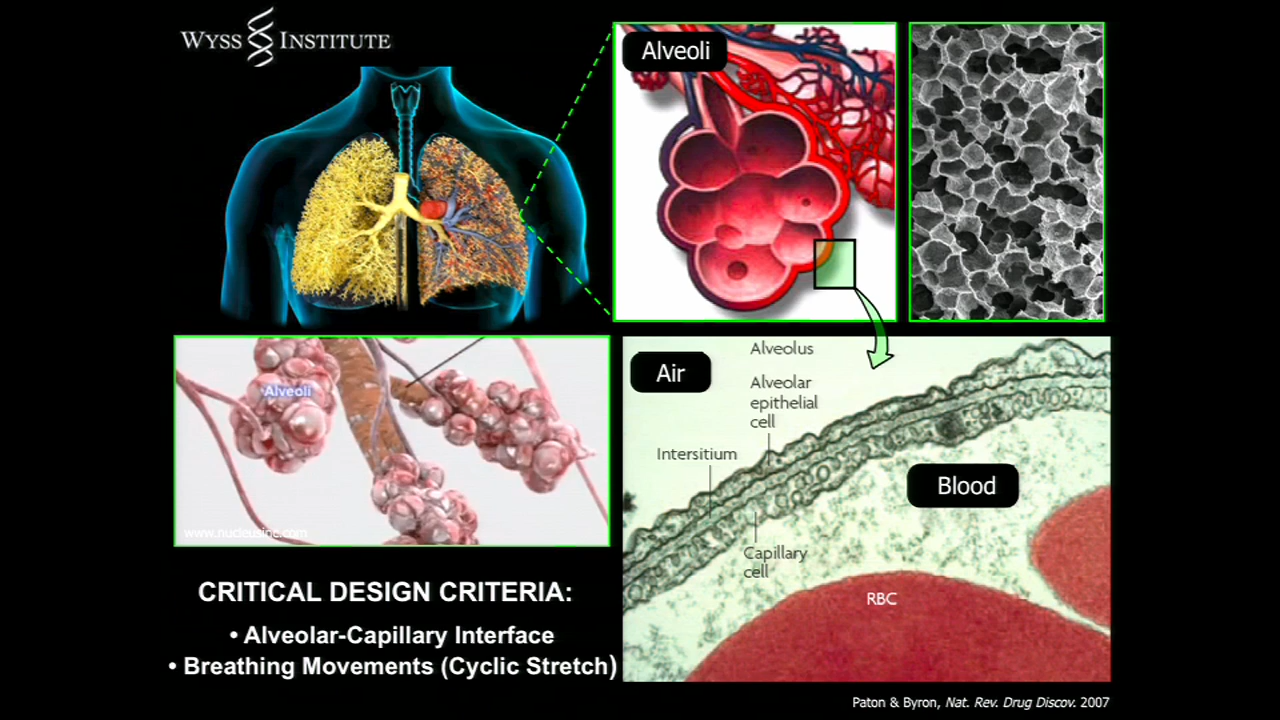 WYSS INSTITUTE
Alveoli
Alveoli
www.nucleusinc.com
Air
Alveolus
Alveolar
epithelial
cell
Intersitium
Blood
Capillary
cell
RBC
CRITICAL DESIGN CRITERIA:
• Alveolar-Capillary Interface
• Breathing Movements (Cyclic Stretch)
Paton & Byron, Nat. Rev. Drug Discov. 2007